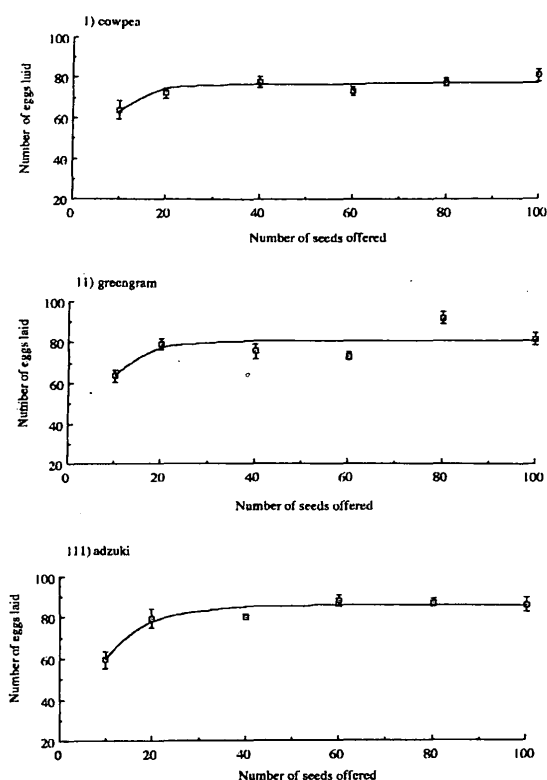 I) cowpea
Number of eggs laid
100
80
60
40
20
0 20 40 60 80 100
Number of seeds offered
II) greengram
Number of eggs laid
100
80
60
40
20
0 20 40 60 80 100
Number of seeds offered
III) adzuki
Number of eggs laid
100
80
60
40
20
0 20 40 60 80 100
Number of seeds offered